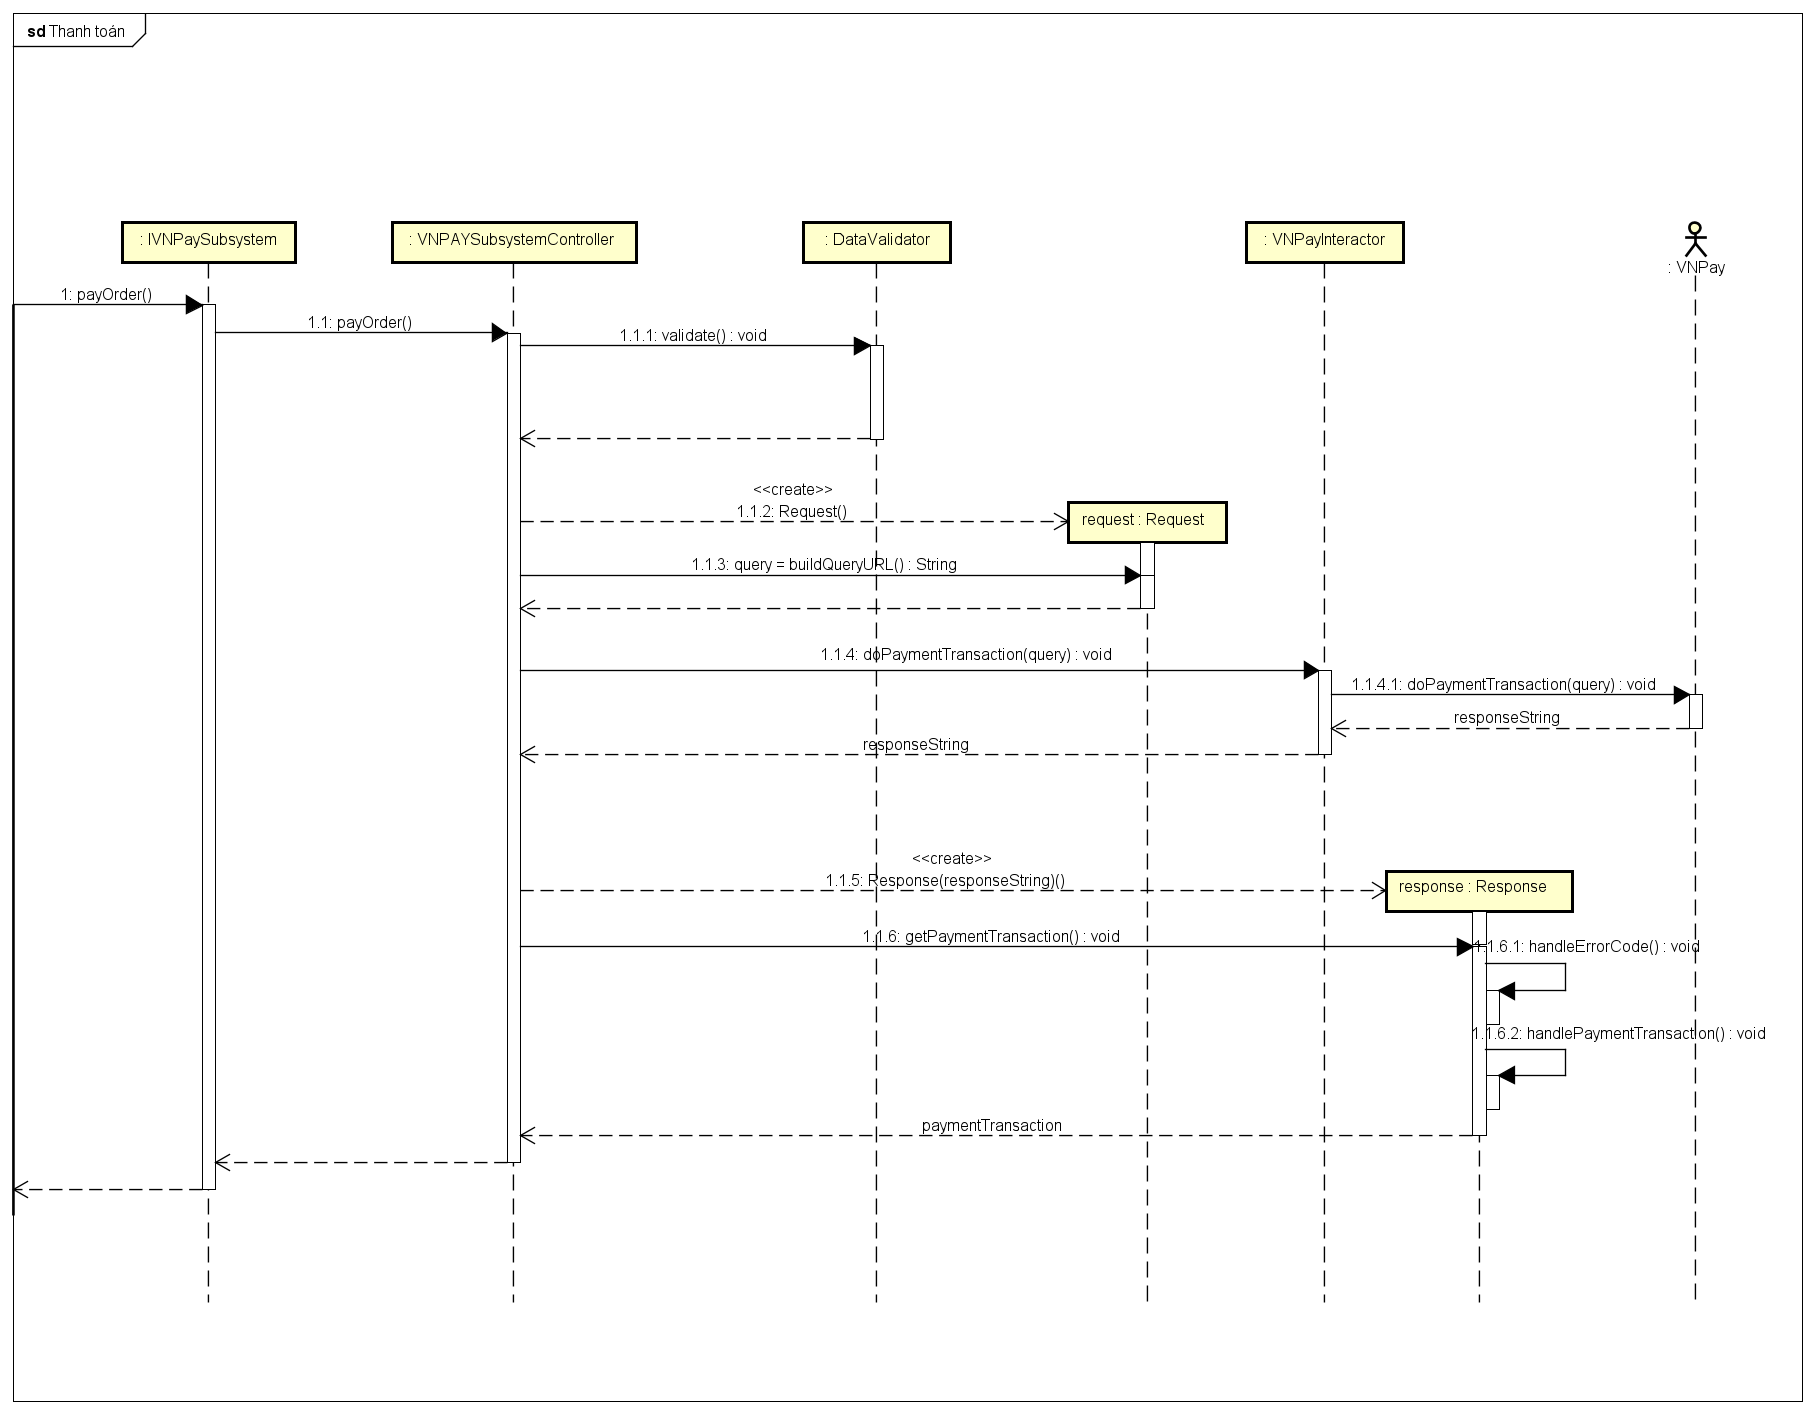 sd Thanh toán
: IVNPaySubsystem
: VNPAYSubsystemController
: DataValidator
: VNPayInteractor
: VNPay
1: payOrder()
1.1: payOrder()
1.1.1: validate() : void
<<create>>
1.1.2: Request()
request : Request
1.1.3: query = buildQueryURL() : String
1.1.4: doPaymentTransaction(query) : void
1.1.4.1: doPaymentTransaction(query) : void
responseString
responseString
<<create>>
1.1.5: Response(responseString)()
response : Response
1.1.6: getPaymentTransaction() : void
1.1.6.1: handleErrorCode() : void
1.1.6.2: handlePaymentTransaction() : void
paymentTransaction